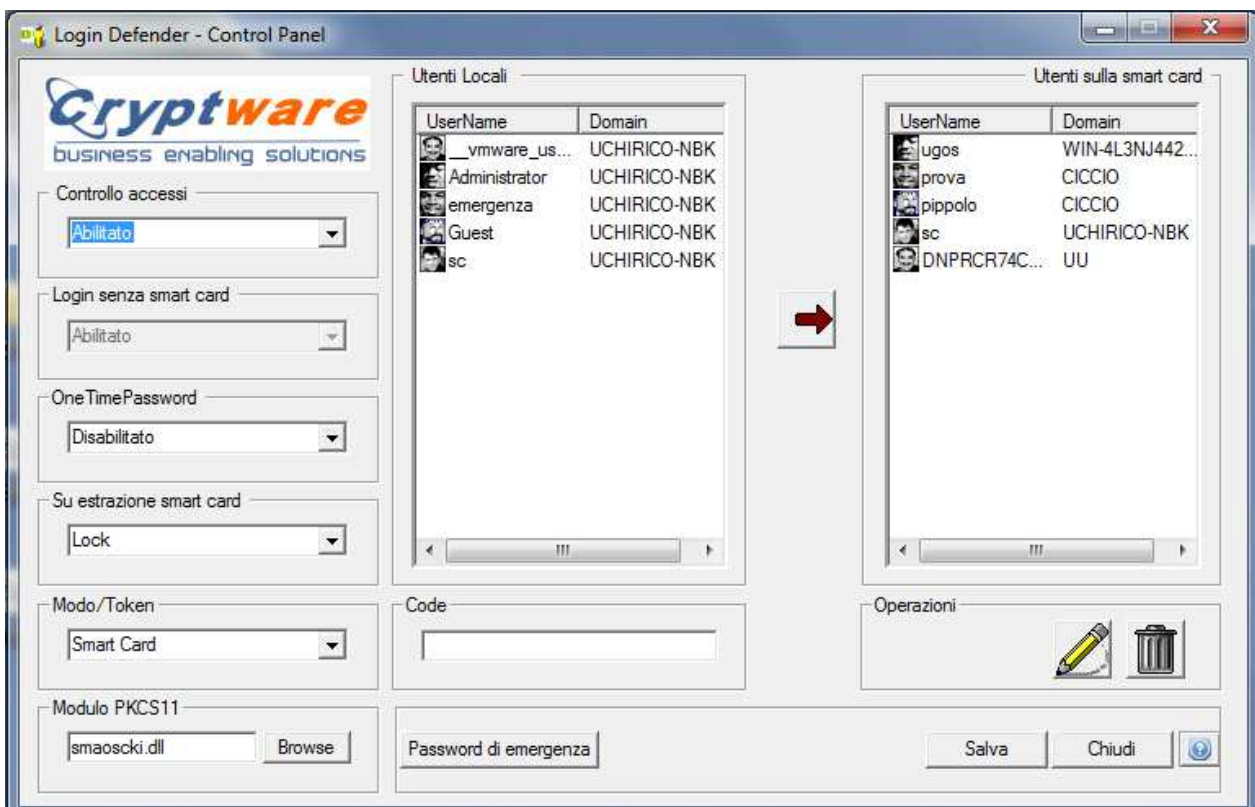 Login Defender - Control Panel
Cryptware
business enabling solutions
Controllo accessi
Abilitato
Login senza smart card
Abilitato
OneTimePassword
Disabilitato
Su estrazione smart card
Lock
Modo/Token
Smart Card
Modulo PKCS11
smaoscki.dll Browse
Utenti Locali
UserName Domain
__vmware_us... UCHIRICO-NBK
Administrator UCHIRICO-NBK
emergenza UCHIRICO-NBK
Guest UCHIRICO-NBK
sc UCHIRICO-NBK
Code
Utenti sulla smart card
UserName Domain
ugos WIN-4L3NJ442...
prova CICCIO
pippolo CICCIO
sc UCHIRICO-NBK
DNPRCR74C... UU
Operazioni
Password di emergenza Salva Chiudi